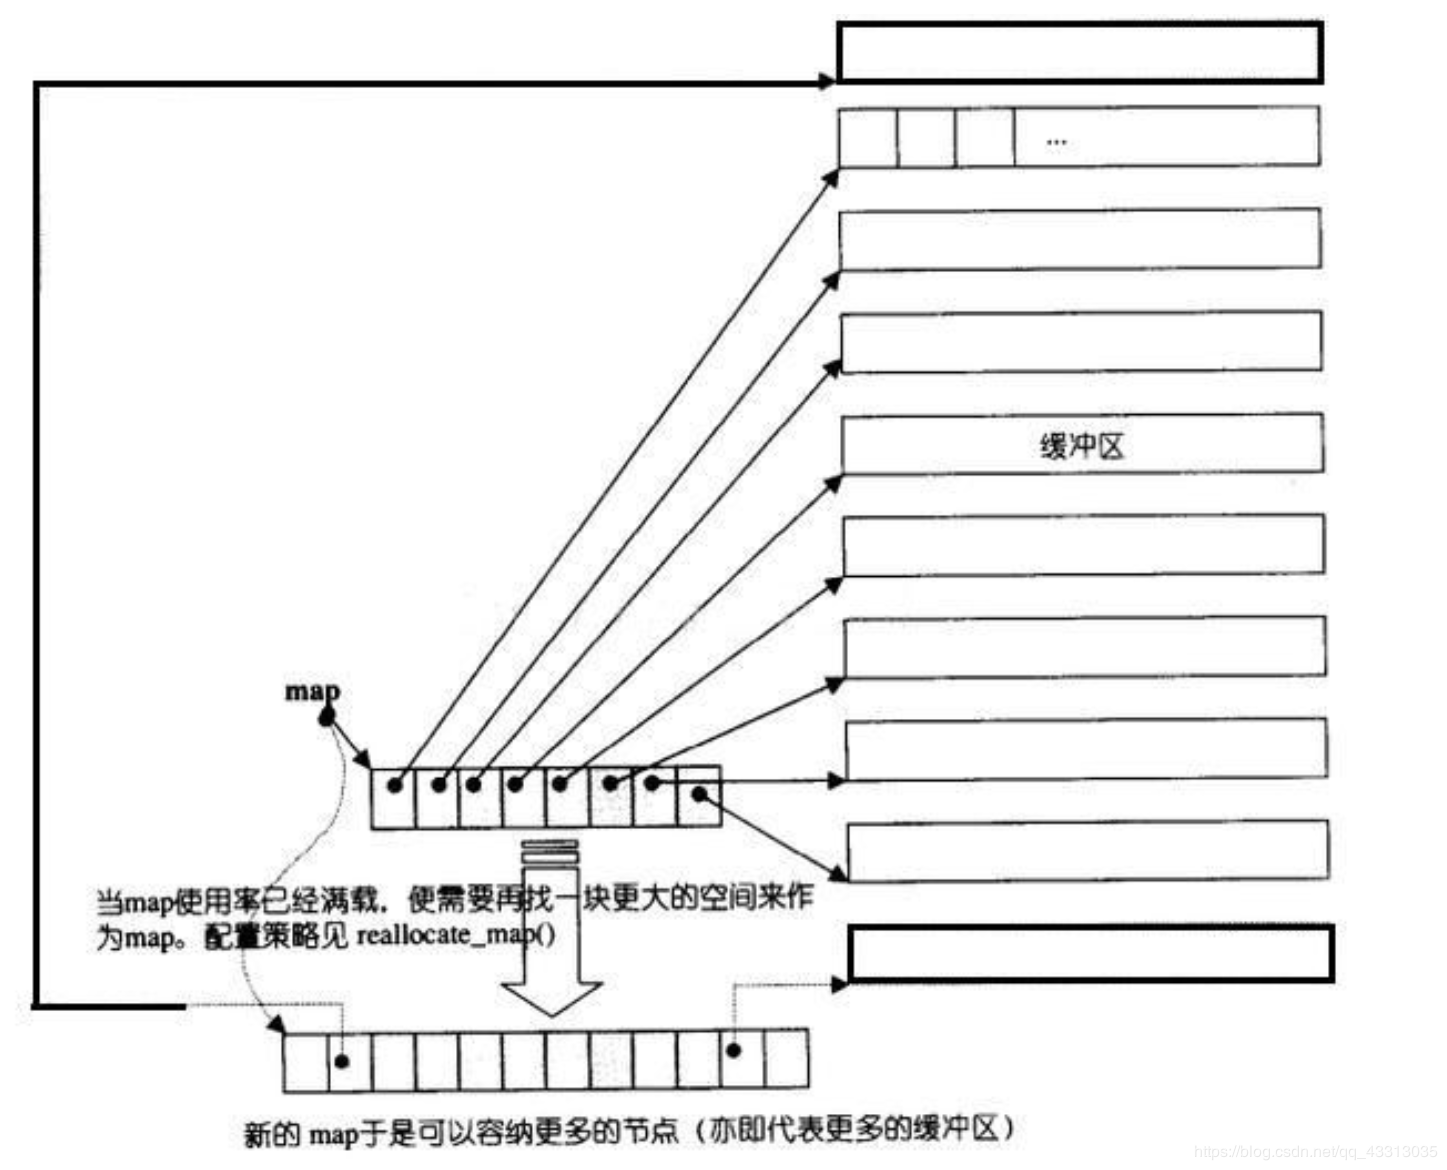 ...
缓冲区
map
当map使用率已经满载，便需要再找一块更大的空间来作
为map。配置策略见 reallocate_map()
新的 map于是可以容纳更多的节点（亦即代表更多的缓冲区）
https://blog.csdn.net/qq_43313035